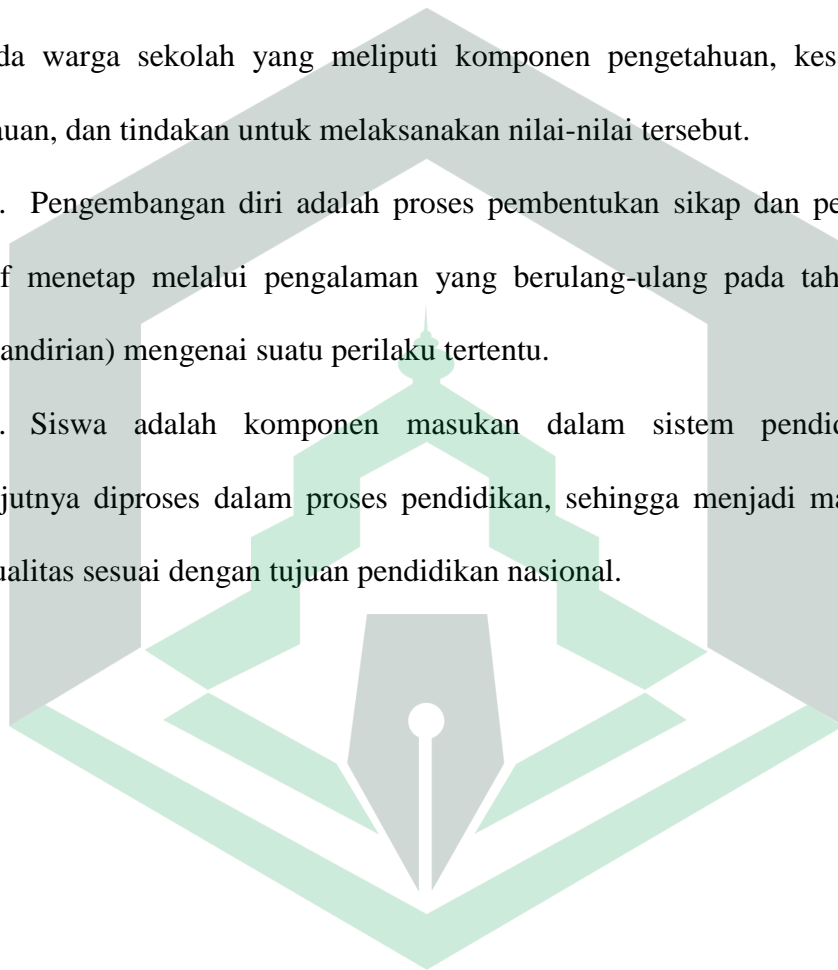 da warga sekolah yang meliputi komponen pengetahuan, kes
auan, dan tindakan untuk melaksanakan nilai-nilai tersebut.
. Pengembangan diri adalah proses pembentukan sikap dan pe
f menetap melalui pengalaman yang berulang-ulang pada tah
andirian) mengenai suatu perilaku tertentu.
. Siswa adalah komponen masukan dalam sistem pendid
jutnya diproses dalam proses pendidikan, sehingga menjadi ma
ualitas sesuai dengan tujuan pendidikan nasional.